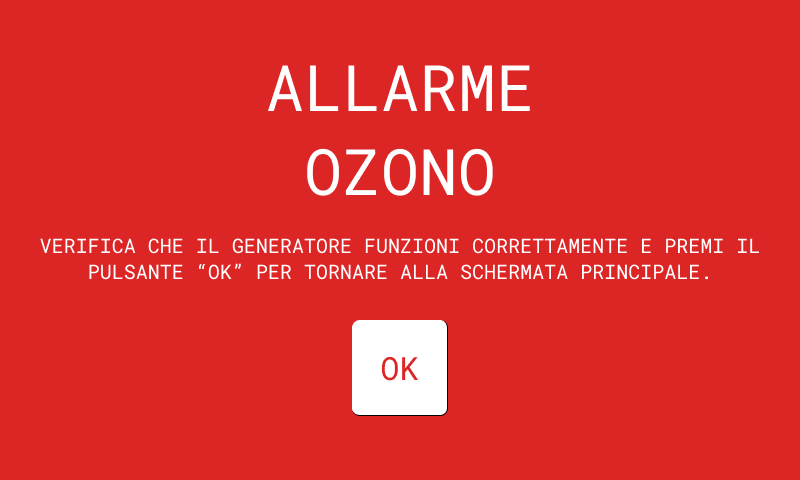 ALLARME
OZONO
VERIFICA CHE IL GENERATORE FUNZIONI CORRETTAMENTE E PREMI IL
PULSANTE “OK” PER TORNARE ALLA SCHERMATA PRINCIPALE.
OK